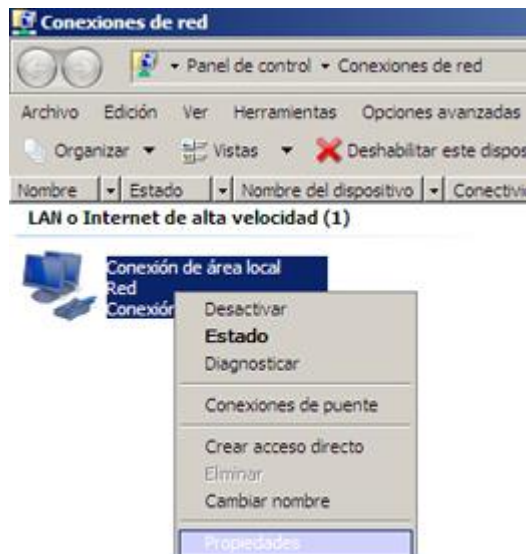 Conexiones de red
Panel de control Conexiones de red
Archivo Edición Ver Herramientas Opciones avanzadas
Organizar Vistas Deshabilitar este dispos
Nombre Estado Nombre del dispositivo Conectivid
LAN o Internet de alta velocidad (1)
Conexión de área local
Red
Conexión
Desactivar
Estado
Diagnosticar
Conexiones de puente
Crear acceso directo
Eliminar
Cambiar nombre
Propiedades